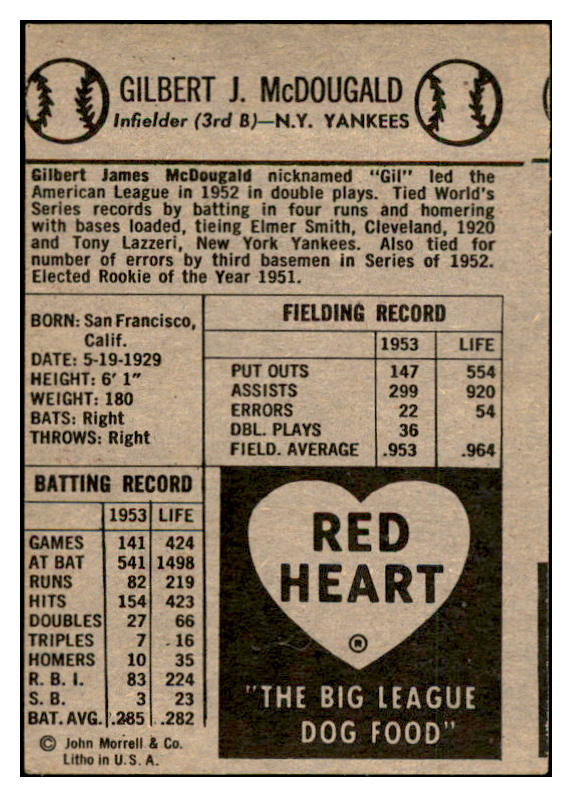 GILBERT J. McDOUGALD
Infielder (3rd B)—N.Y. YANKEES
Gilbert James McDougald nicknamed "Gil" led the
American League in 1952 in double plays. Tied World's
Series records by batting in four runs and homering
with bases loaded, tieing Elmer Smith, Cleveland, 1920
and Tony Lazzeri, New York Yankees. Also tied for
number of errors by third basemen in Series of 1952.
Elected Rookie of the Year 1951.
BORN: San Francisco,
Calif.
DATE: 5-19-1929
HEIGHT: 6' 1"
WEIGHT: 180
BATS: Right
THROWS: Right
FIELDING RECORD
1953 LIFE
PUT OUTS 147 554
ASSISTS 299 920
ERRORS 22 54
DBL. PLAYS 36
FIELD. AVERAGE .953 .964
BATTING RECORD
1953 LIFE
GAMES 141 424
AT BAT 541 1498
RUNS 82 219
HITS 154 423
DOUBLES 27 66
TRIPLES 7 16
HOMERS 10 35
R. B. I. 83 224
S. B. 3 23
BAT. AVG. .285 .282
© John Morrell & Co.
Litho in U. S. A.
RED
HEART
®
"THE BIG LEAGUE
DOG FOOD"